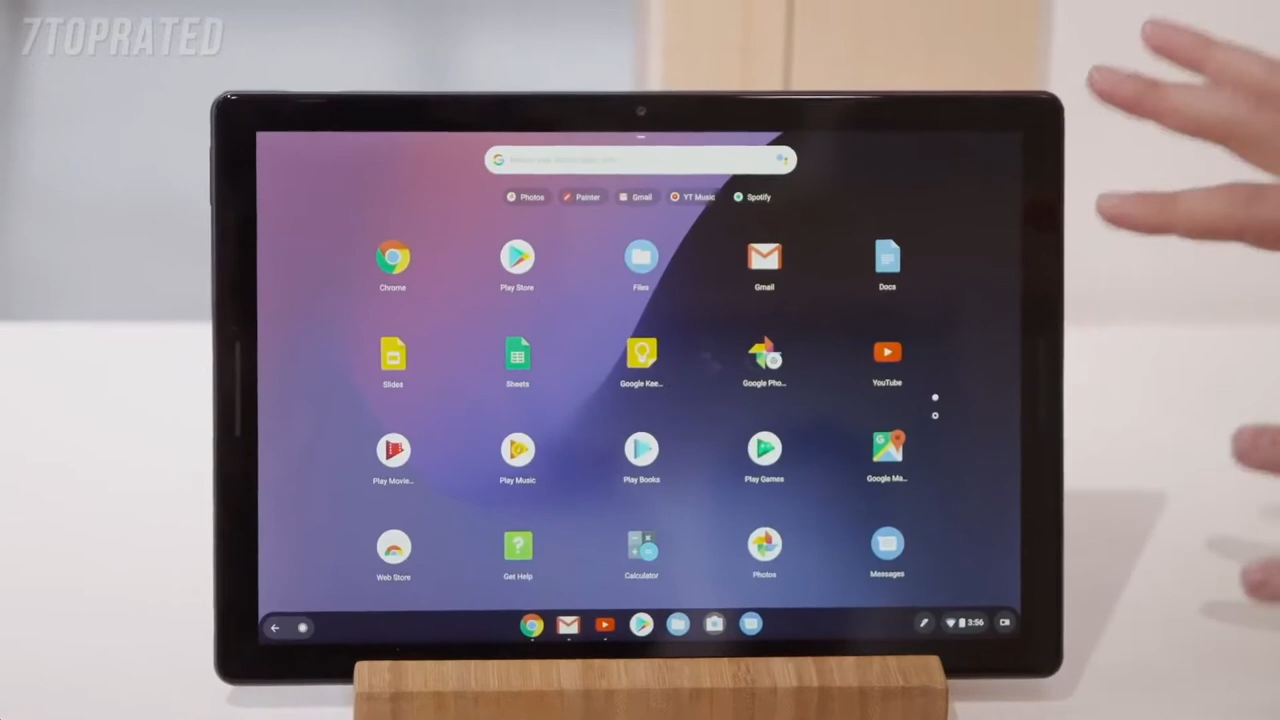 7TOPRATED
Photos Painter Gmail YT Music Spotify
Chrome Play Store Files Gmail Docs
Slides Sheets Google Kee... Google Pho... YouTube
Play Movie... Play Music Play Books Play Games Google Ma...
G
Web Store Get Help Calculator Photos Messages
3:56